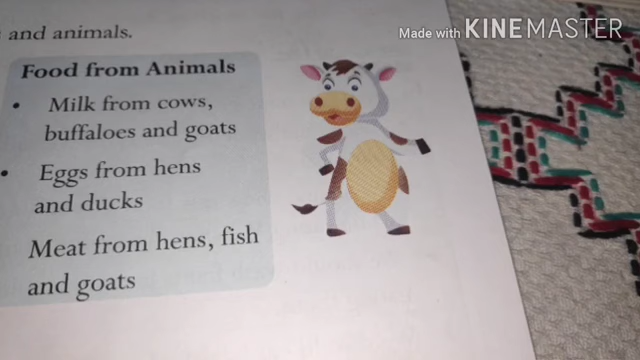 and animals.
Made with KINEMASTER
Food from Animals
• Milk from cows,
buffaloes and goats
• Eggs from hens
and ducks
Meat from hens, fish
and goats